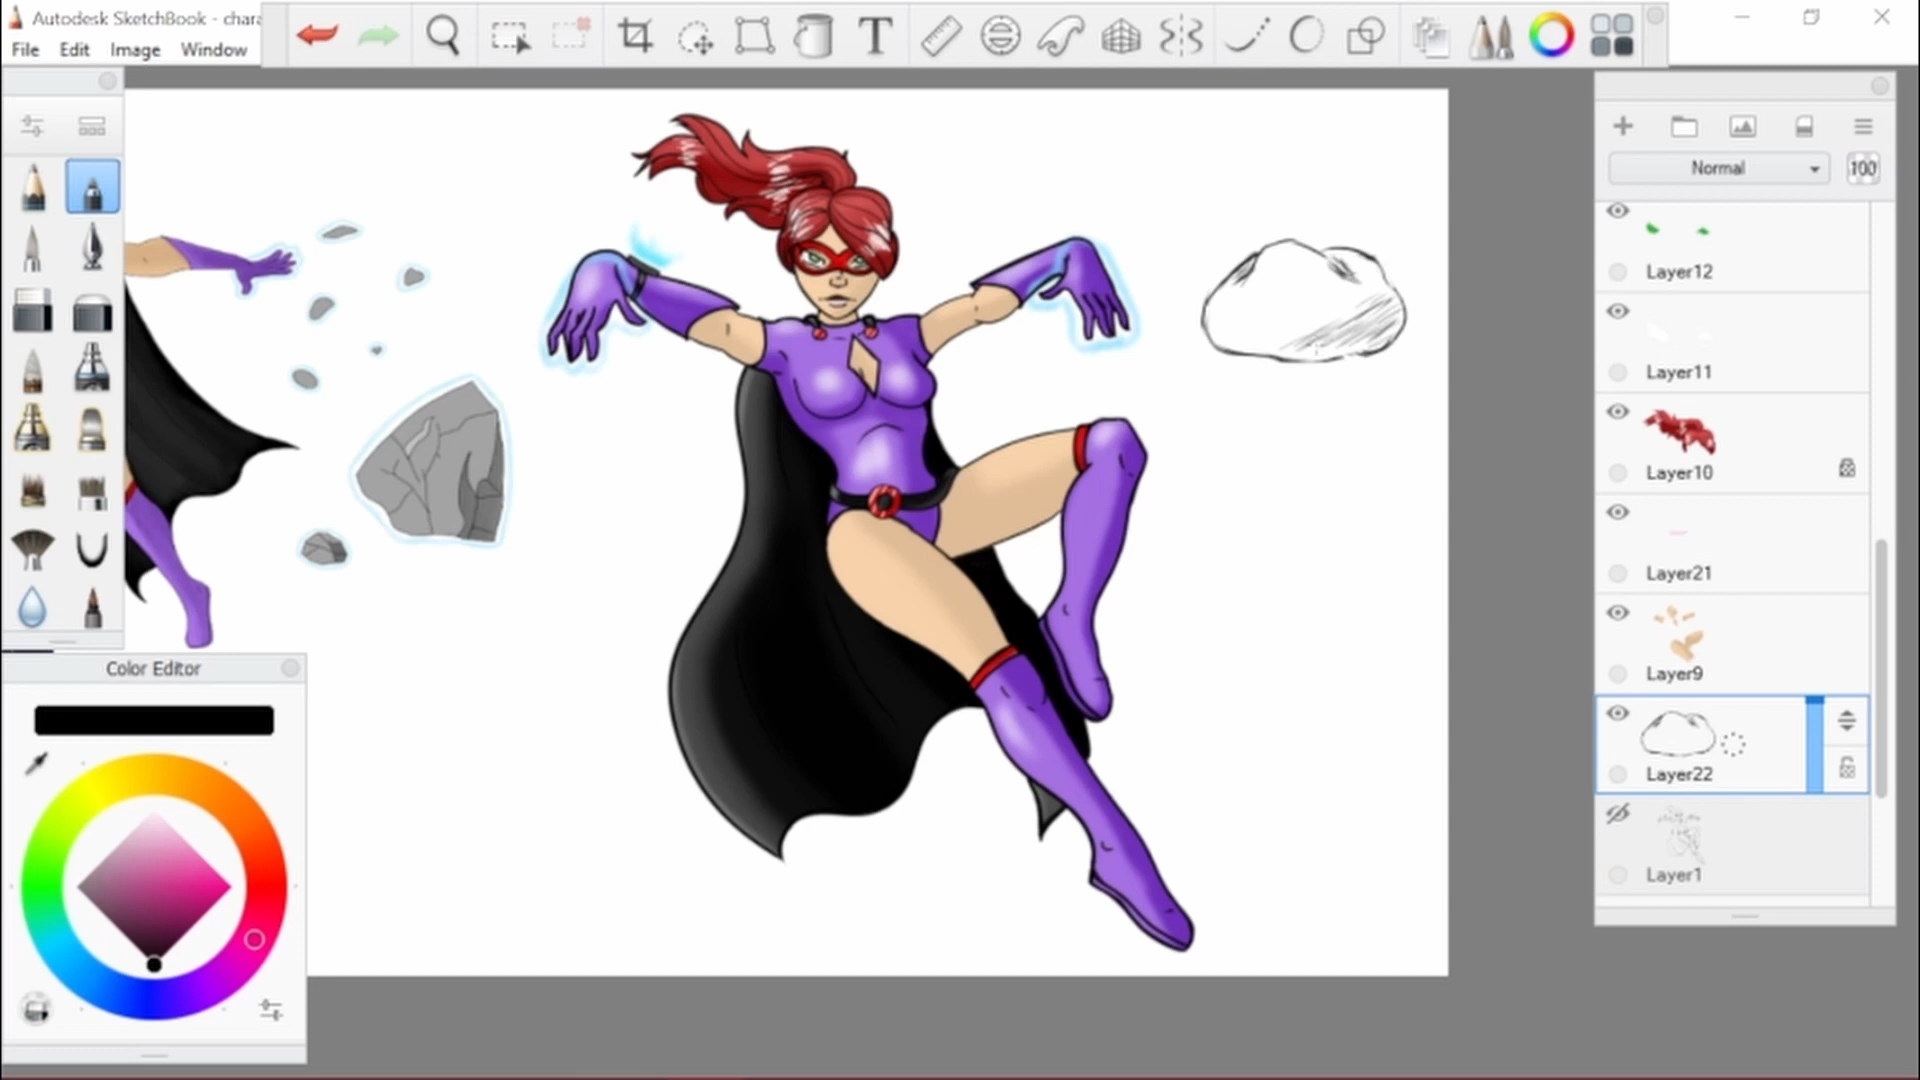 Autodesk SketchBook - chara
File Edit Image Window
T
Normal 100
Layer12
Layer11
Layer10
Layer21
Layer9
Layer22
Layer1
Color Editor